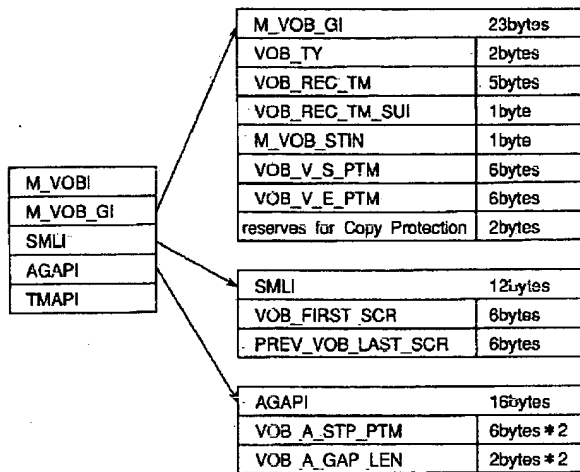 M_VOBI
M_VOB_GI
SMLI
AGAPI
TMAPI
M_VOB_GI 23bytes
VOB_TY 2bytes
VOB_REC_TM 5bytes
VOB_REC_TM_SUI 1byte
M_VOB_STIN 1byte
VOB_V_S_PTM 6bytes
VOB_V_E_PTM 6bytes
reserves for Copy Protection 2bytes
SMLI 12bytes
VOB_FIRST_SCR 6bytes
PREV_VOB_LAST_SCR 6bytes
AGAPI 16bytes
VOB_A_STP_PTM 6bytes*2
VOB_A_GAP_LEN 2bytes*2